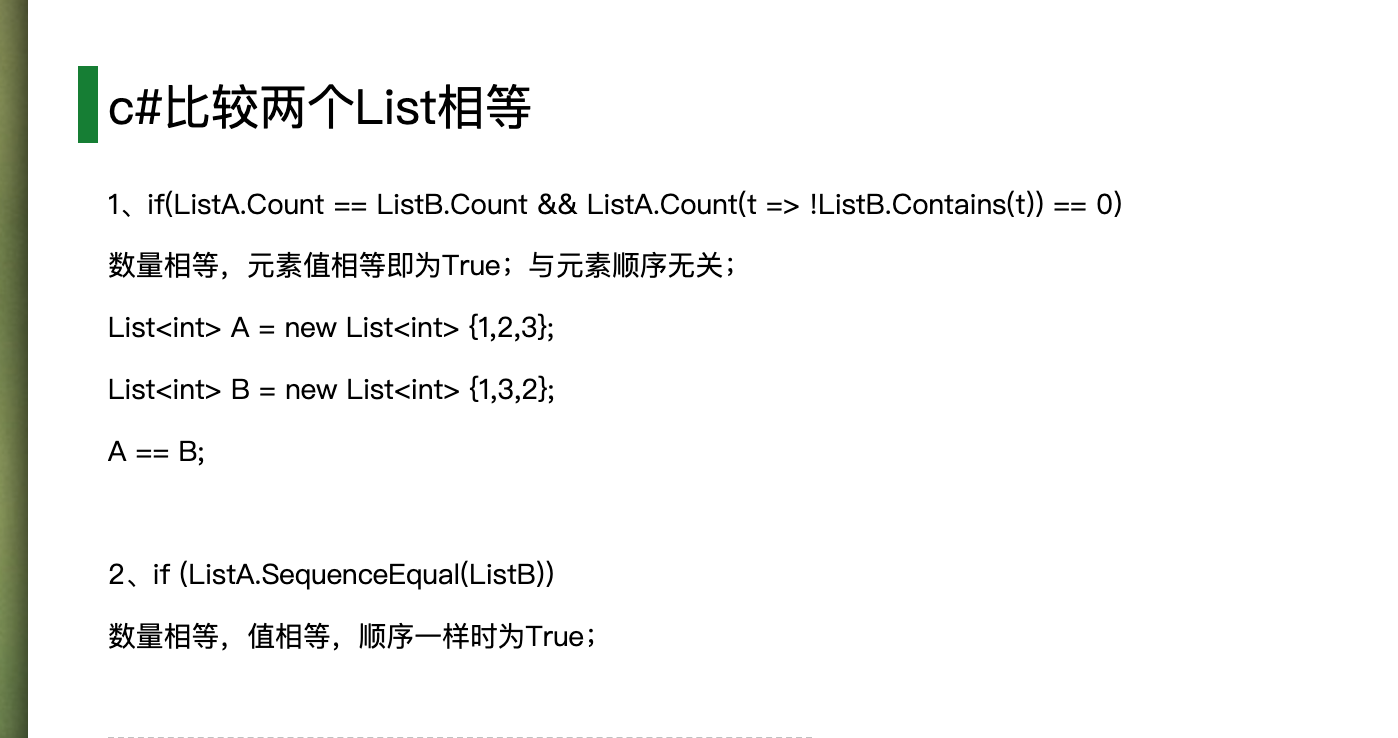 c#比较两个List相等
1、if(ListA.Count == ListB.Count && ListA.Count(t => !ListB.Contains(t)) == 0)
数量相等，元素值相等即为True；与元素顺序无关；
List<int> A = new List<int> {1,2,3};
List<int> B = new List<int> {1,3,2};
A == B;
2、if (ListA.SequenceEqual(ListB))
数量相等，值相等，顺序一样时为True；